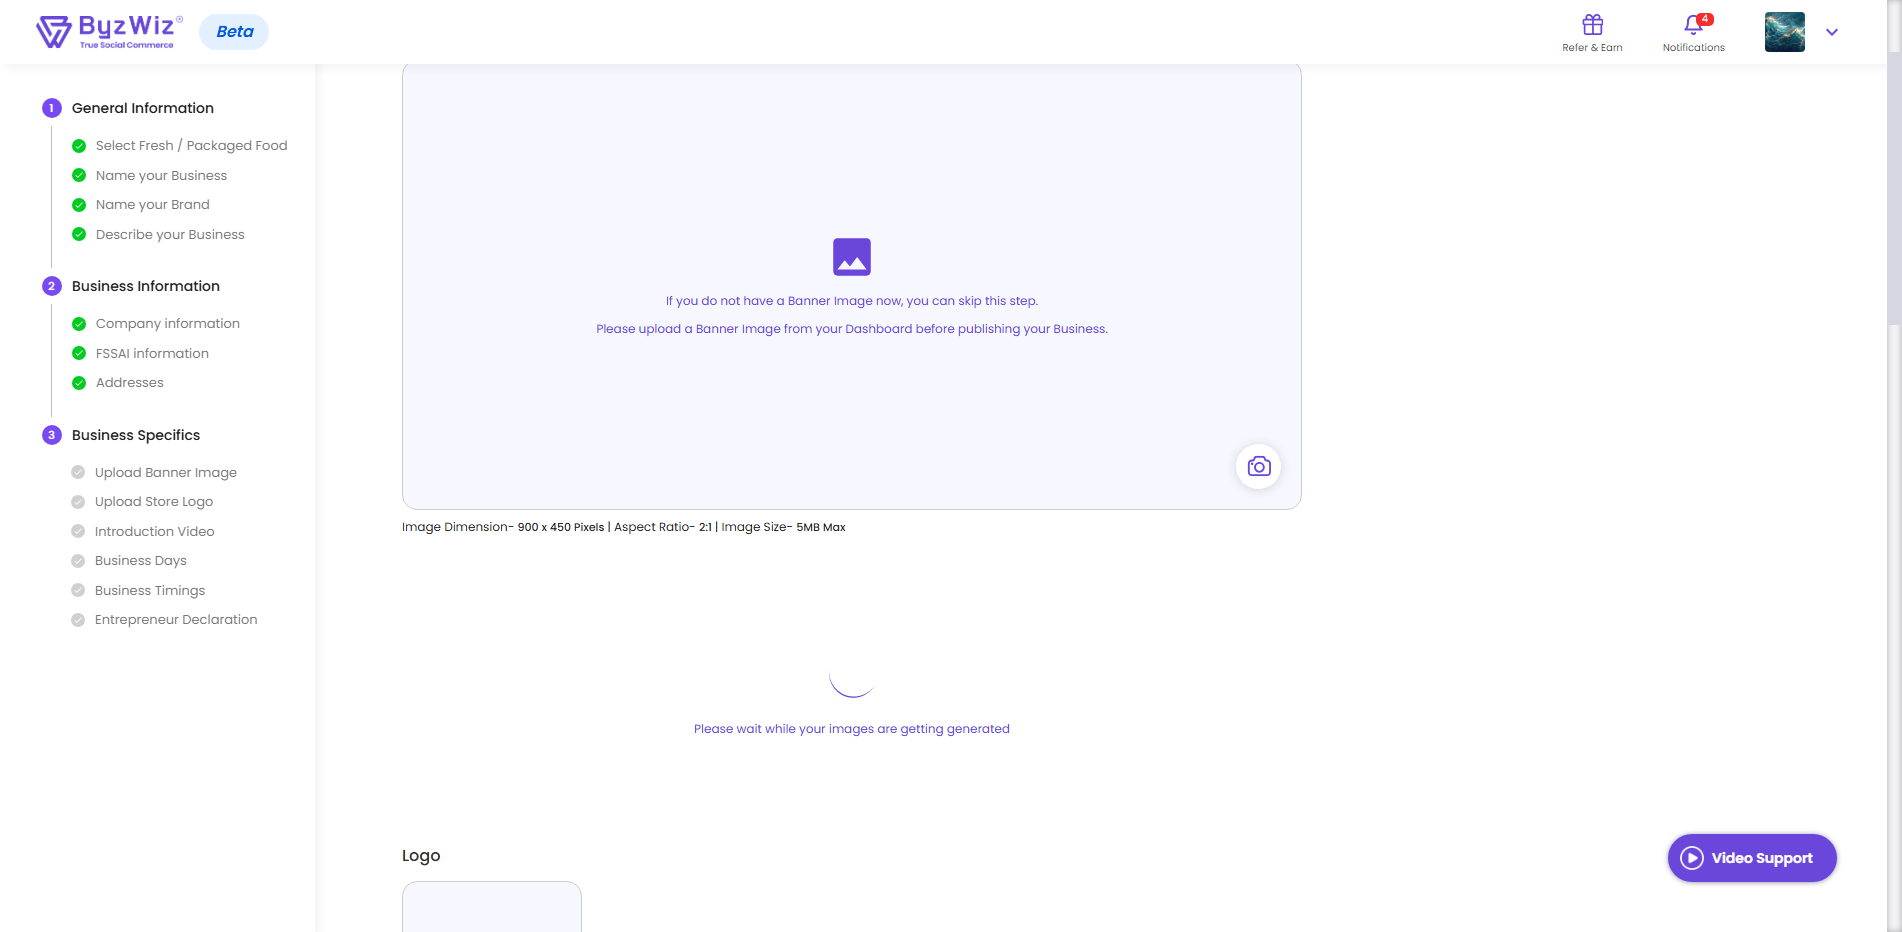 ByzWiz®
True Social Commerce
Beta
Refer & Earn
4
Notifications
1 General Information
Select Fresh / Packaged Food
Name your Business
Name your Brand
Describe your Business
2 Business Information
Company information
FSSAI information
Addresses
3 Business Specifics
Upload Banner Image
Upload Store Logo
Introduction Video
Business Days
Business Timings
Entrepreneur Declaration
If you do not have a Banner Image now, you can skip this step.
Please upload a Banner Image from your Dashboard before publishing your Business.
Image Dimension- 900 x 450 Pixels | Aspect Ratio- 2:1 | Image Size- 5MB Max
Please wait while your images are getting generated
Logo
Video Support